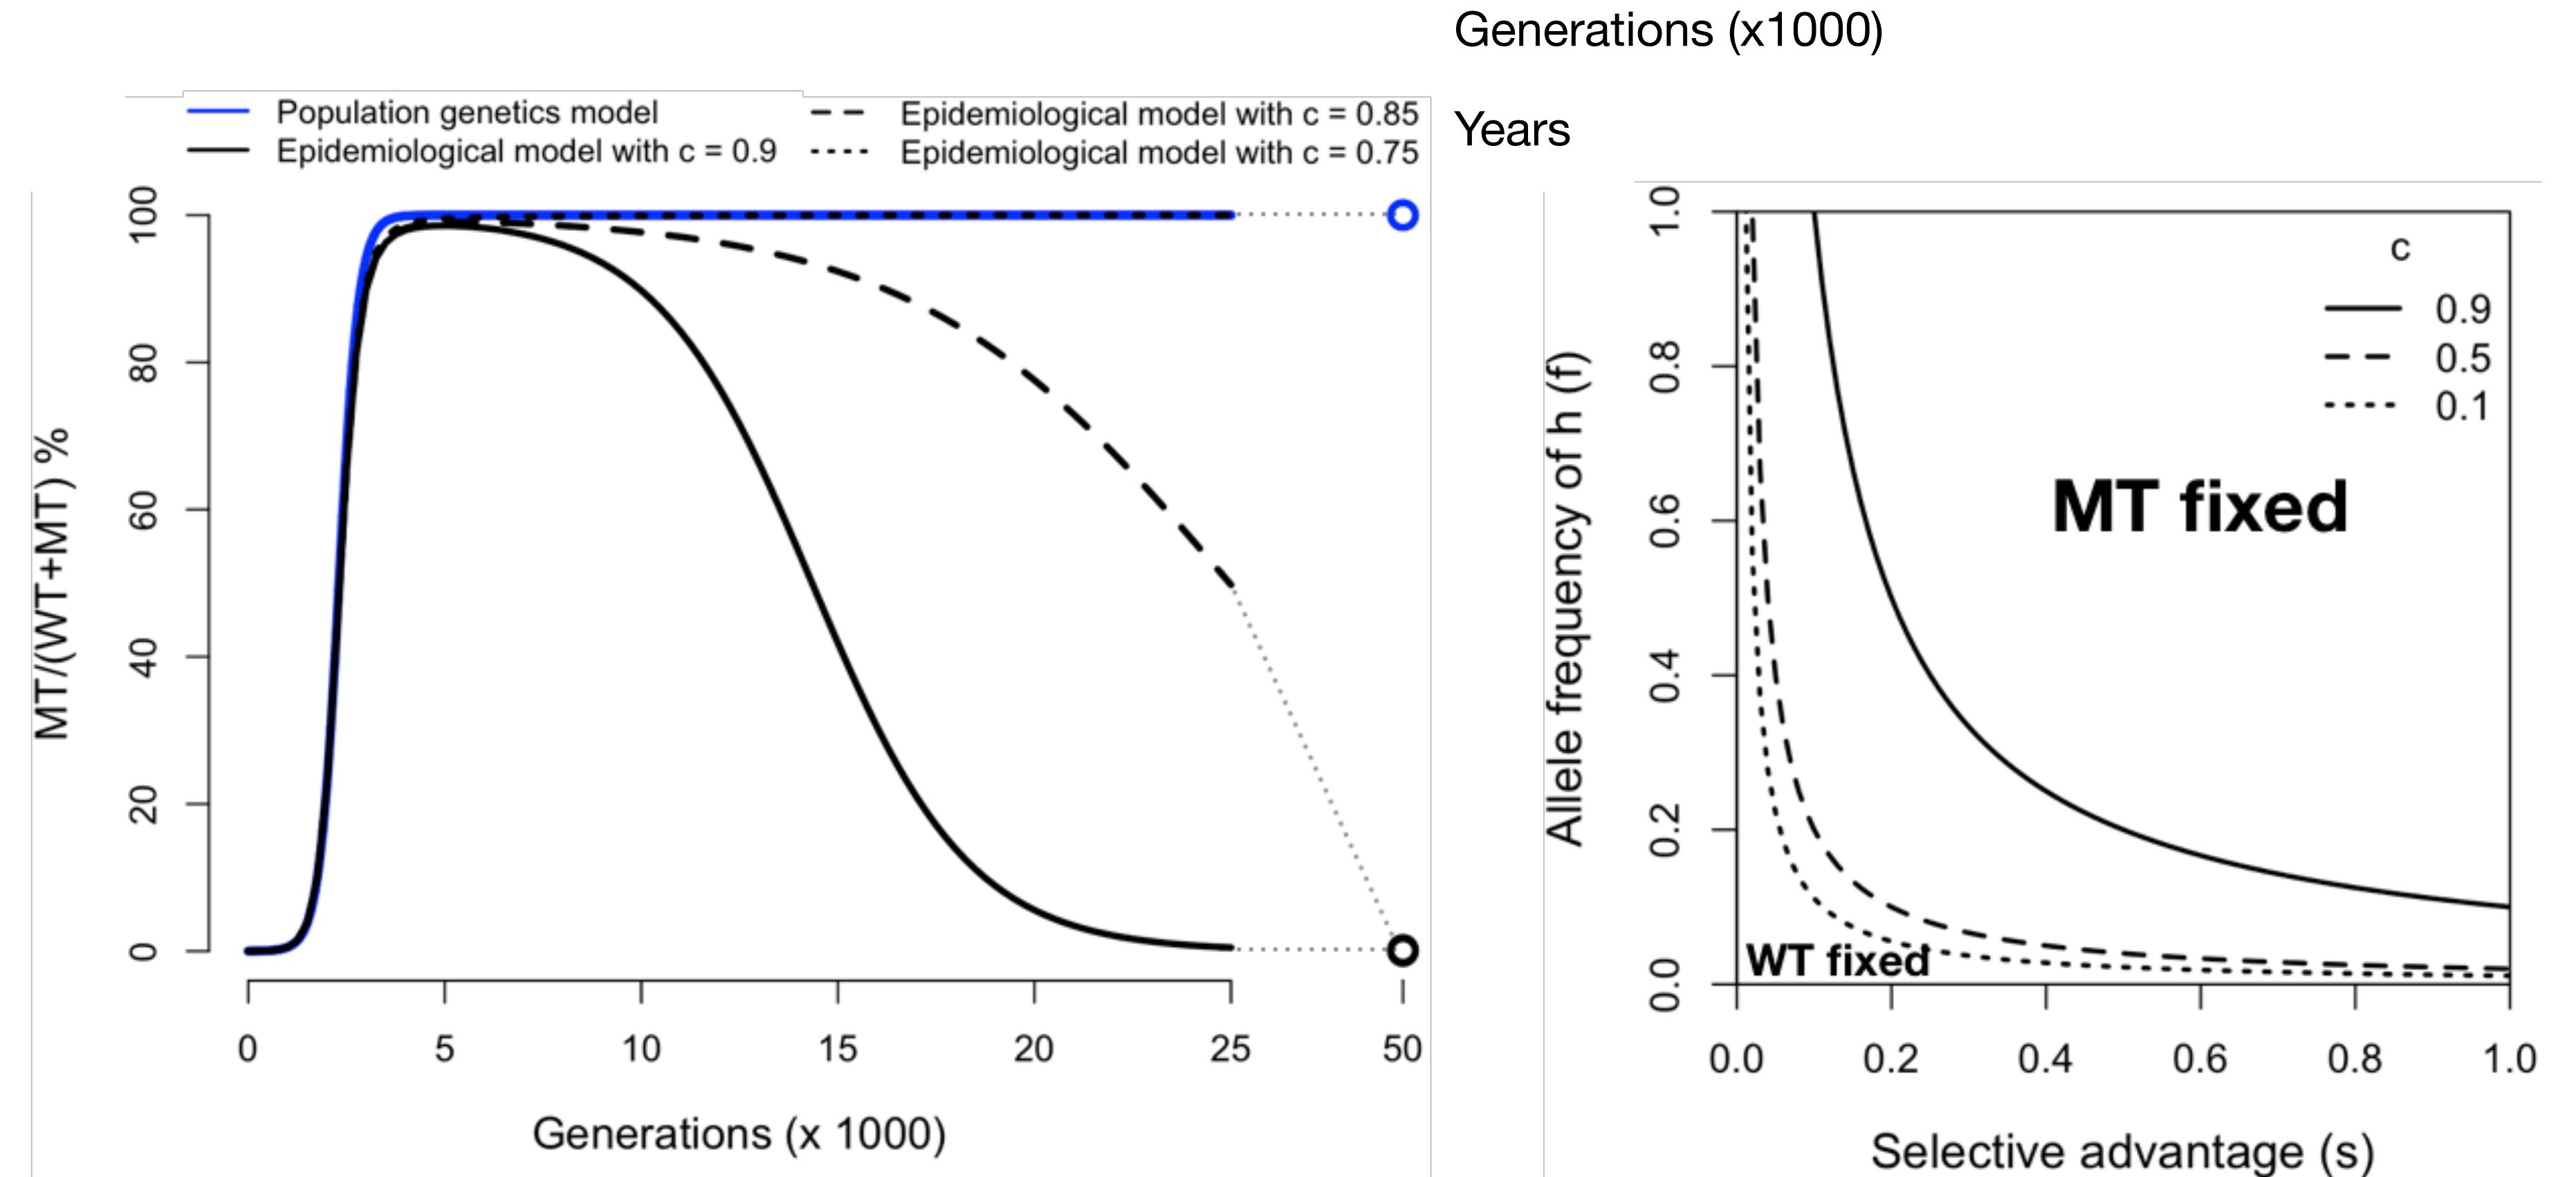 Generations (x1000)
Years
Population genetics model
Epidemiological model with c = 0.9
Epidemiological model with c = 0.85
Epidemiological model with c = 0.75
MT/(WT+MT) %
100
80
60
40
20
0
0 5 10 15 20 25 50
Generations (x 1000)
Allele frequency of h (f)
1.0
0.8
0.6
0.4
0.2
0.0
c
0.9
0.5
0.1
MT fixed
WT fixed
0.0 0.2 0.4 0.6 0.8 1.0
Selective advantage (s)